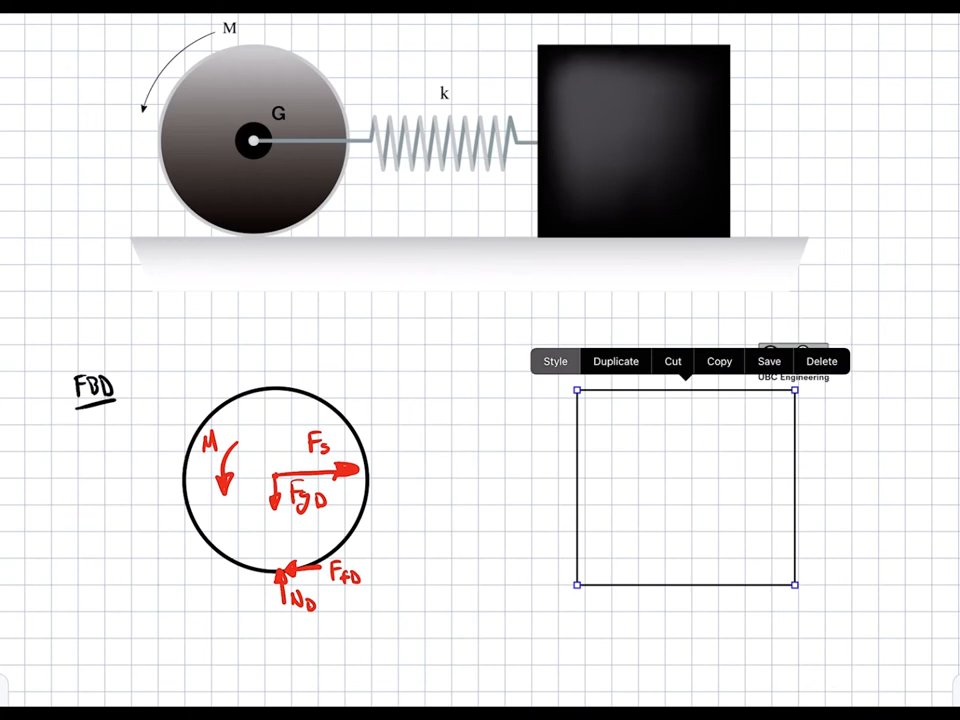 M
G
k
Style Duplicate Cut Copy Save Delete
UBC Engineering
FBD
M
Fs
FgD
FfD
ND